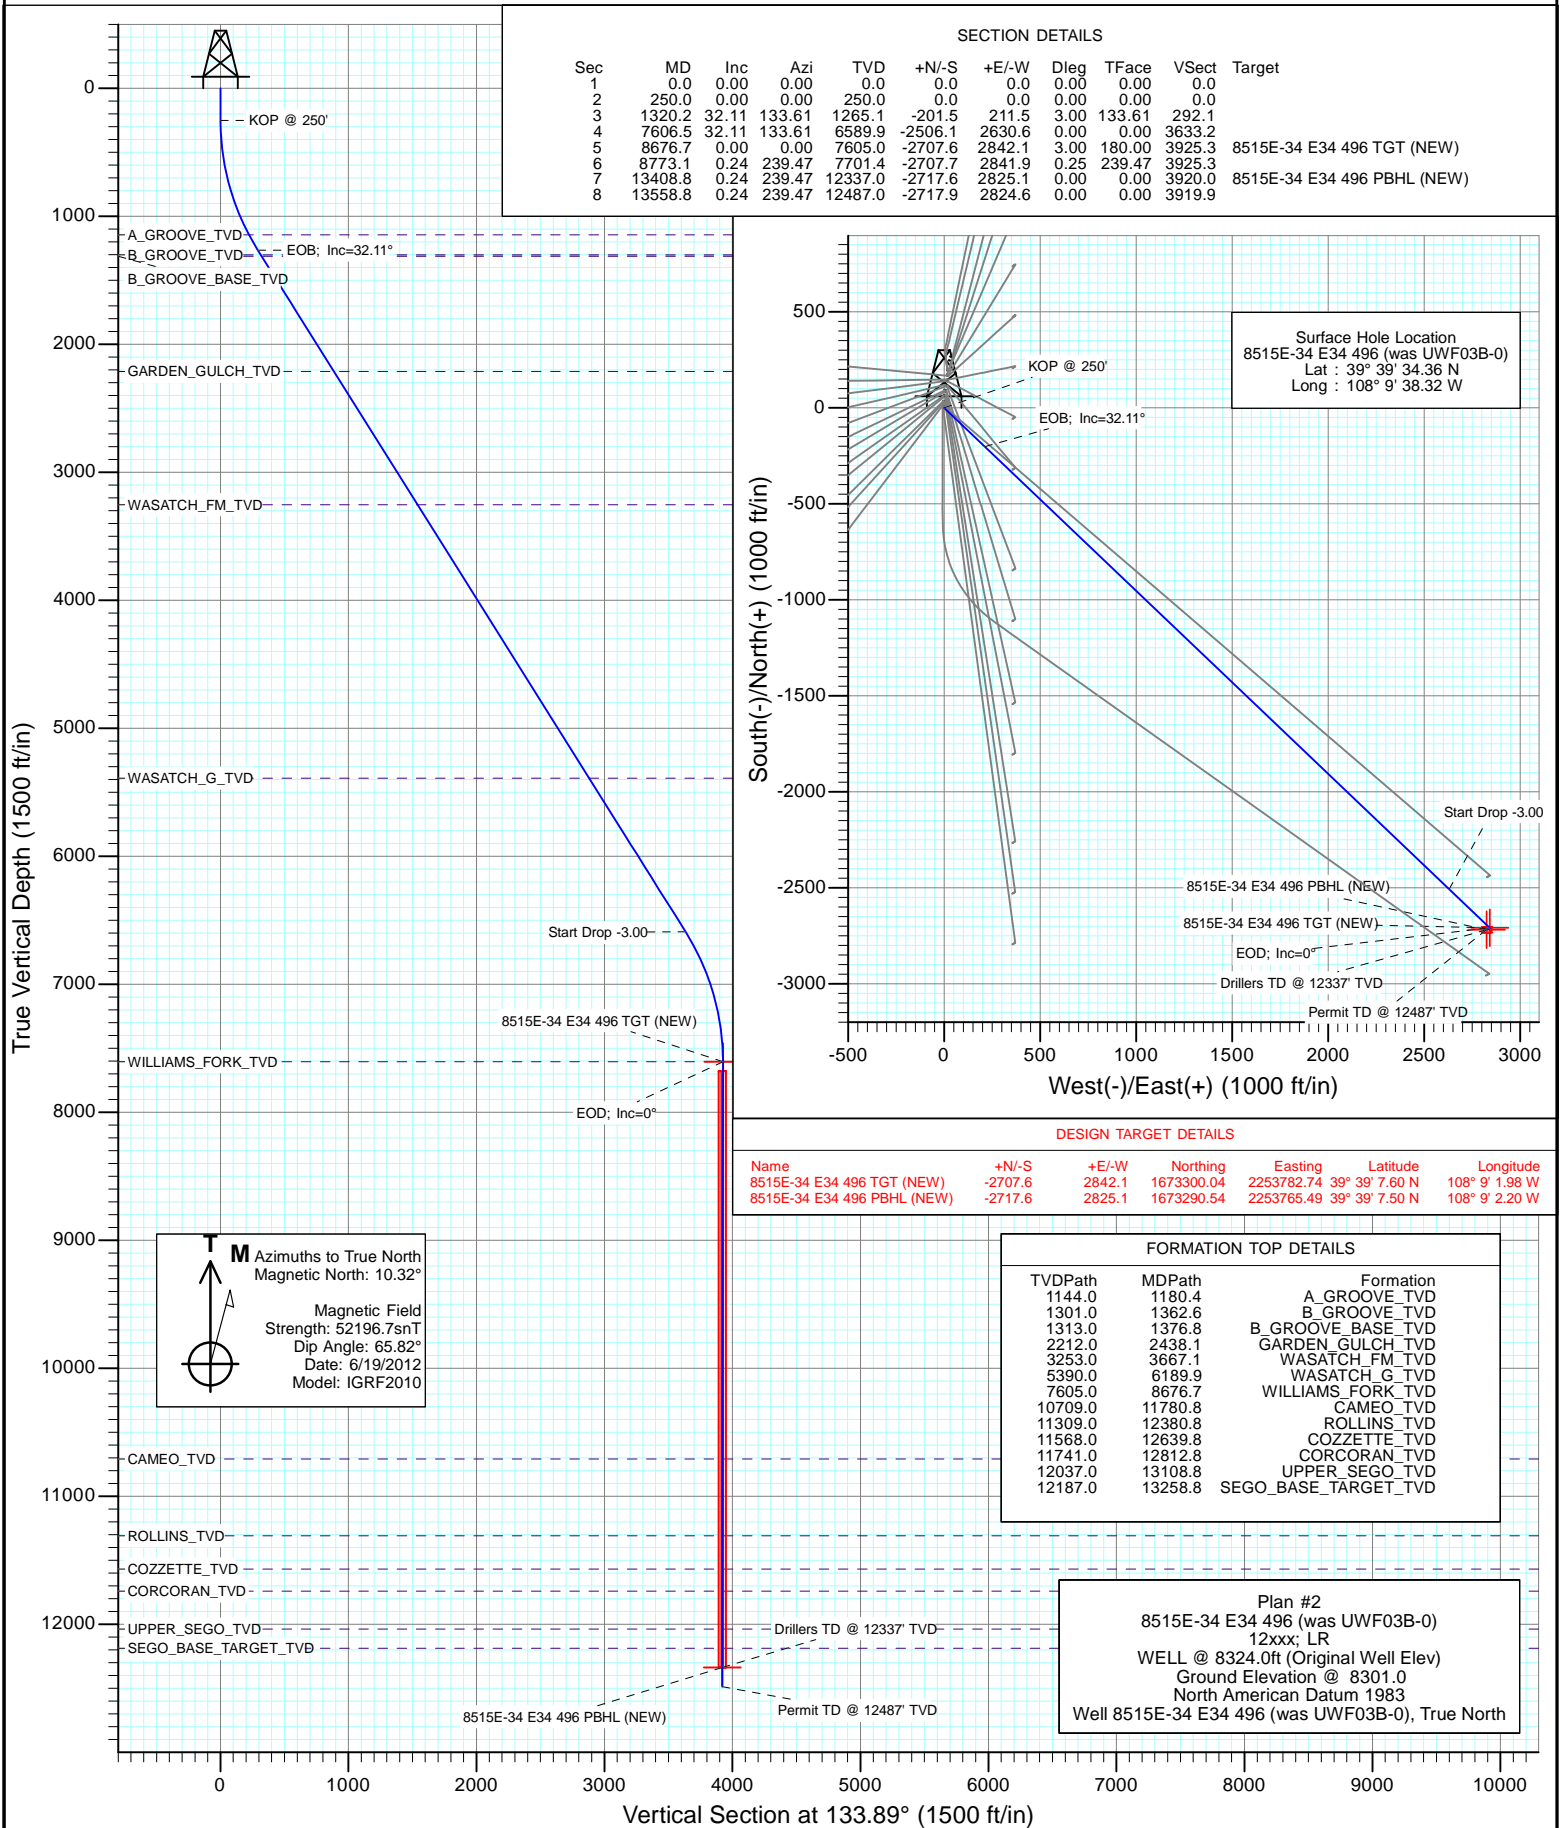 SECTION DETAILS
Sec MD Inc Azi TVD +N/-S +E/-W Dleg TFace VSect Target
1 0.0 0.00 0.00 0.0 0.0 0.0 0.00 0.00 0.0
2 250.0 0.00 0.00 250.0 0.0 0.0 0.00 0.00 0.0
3 1320.2 32.11 133.61 1265.1 -201.5 211.5 3.00 133.61 292.1
4 7606.5 32.11 133.61 6589.9 -2506.1 2630.6 0.00 0.00 3633.2
5 8676.7 0.00 0.00 7605.0 -2707.6 2842.1 3.00 180.00 3925.3 8515E-34 E34 496 TGT (NEW)
6 8773.1 0.24 239.47 7701.4 -2707.7 2841.9 0.25 239.47 3925.3
7 13408.8 0.24 239.47 12337.0 -2717.6 2825.1 0.00 0.00 3920.0 8515E-34 E34 496 PBHL (NEW)
8 13558.8 0.24 239.47 12487.0 -2717.9 2824.6 0.00 0.00 3919.9
True Vertical Depth (1500 ft/in)
0
1000
2000
3000
4000
5000
6000
7000
8000
9000
10000
11000
12000
KOP @ 250'
A_GROOVE_TVD
EOB; Inc=32.11°
B_GROOVE_TVD
B_GROOVE_BASE_TVD
GARDEN_GULCH_TVD
WASATCH_FM_TVD
WASATCH_G_TVD
Start Drop -3.00
8515E-34 E34 496 TGT (NEW)
WILLIAMS_FORK_TVD
EOD; Inc=0°
CAMEO_TVD
ROLLINS_TVD
COZZETTE_TVD
CORCORAN_TVD
UPPER_SEGO_TVD
SEGO_BASE_TARGET_TVD
Drillers TD @ 12337' TVD
8515E-34 E34 496 PBHL (NEW)
Permit TD @ 12487' TVD
0 1000 2000 3000 4000 5000 6000 7000 8000 9000 10000
Vertical Section at 133.89° (1500 ft/in)
T
M
Azimuths to True North
Magnetic North: 10.32°
Magnetic Field
Strength: 52196.7snT
Dip Angle: 65.82°
Date: 6/19/2012
Model: IGRF2010
South(-)/North(+) (1000 ft/in)
500
0
-500
-1000
-1500
-2000
-2500
-3000
Surface Hole Location
8515E-34 E34 496 (was UWF03B-0)
Lat : 39° 39' 34.36 N
Long : 108° 9' 38.32 W
KOP @ 250'
EOB; Inc=32.11°
Start Drop -3.00
8515E-34 E34 496 PBHL (NEW)
8515E-34 E34 496 TGT (NEW)
EOD; Inc=0°
Drillers TD @ 12337' TVD
Permit TD @ 12487' TVD
-500 0 500 1000 1500 2000 2500 3000
West(-)/East(+) (1000 ft/in)
DESIGN TARGET DETAILS
Name +N/-S +E/-W Northing Easting Latitude Longitude
8515E-34 E34 496 TGT (NEW) -2707.6 2842.1 1673300.04 2253782.74 39° 39' 7.60 N 108° 9' 1.98 W
8515E-34 E34 496 PBHL (NEW) -2717.6 2825.1 1673290.54 2253765.49 39° 39' 7.50 N 108° 9' 2.20 W
FORMATION TOP DETAILS
TVDPath MDPath Formation
1144.0 1180.4 A_GROOVE_TVD
1301.0 1362.6 B_GROOVE_TVD
1313.0 1376.8 B_GROOVE_BASE_TVD
2212.0 2438.1 GARDEN_GULCH_TVD
3253.0 3667.1 WASATCH_FM_TVD
5390.0 6189.9 WASATCH_G_TVD
7605.0 8676.7 WILLIAMS_FORK_TVD
10709.0 11780.8 CAMEO_TVD
11309.0 12380.8 ROLLINS_TVD
11568.0 12639.8 COZZETTE_TVD
11741.0 12812.8 CORCORAN_TVD
12037.0 13108.8 UPPER_SEGO_TVD
12187.0 13258.8 SEGO_BASE_TARGET_TVD
Plan #2
8515E-34 E34 496 (was UWF03B-0)
12xxx; LR
WELL @ 8324.0ft (Original Well Elev)
Ground Elevation @ 8301.0
North American Datum 1983
Well 8515E-34 E34 496 (was UWF03B-0), True North